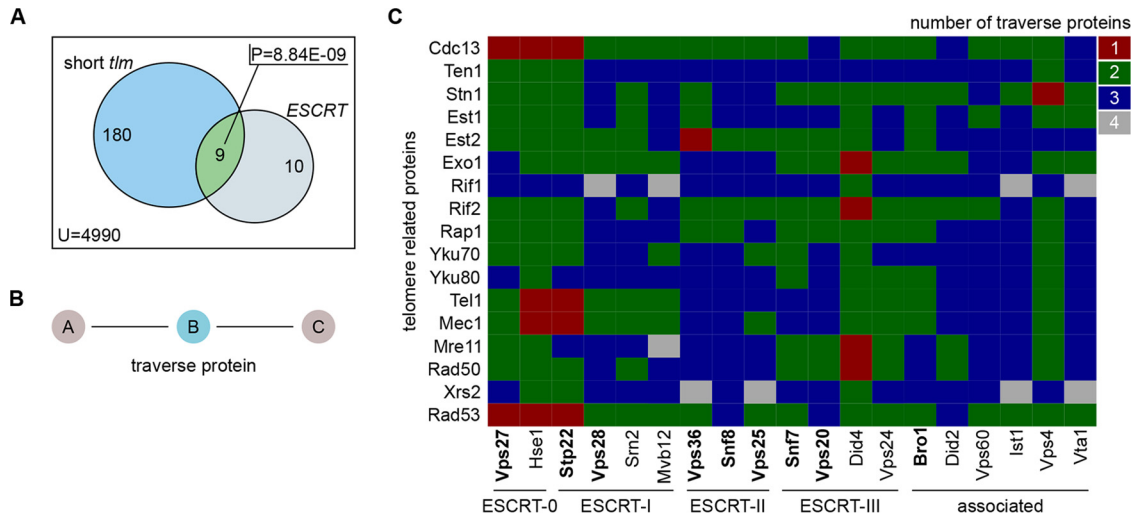 A
short tlm
P=8.84E-09
ESCRT
180
9
10
U=4990
B
A
B
C
traverse protein
C
number of traverse proteins
1
2
3
4
telomere related proteins
Cdc13
Ten1
Stn1
Est1
Est2
Exo1
Rif1
Rif2
Rap1
Yku70
Yku80
Tel1
Mec1
Mre11
Rad50
Xrs2
Rad53
Vps27
Hse1
Stp22
Vps28
Srn2
Mvb12
Vps36
Snf8
Vps25
Snf7
Vps20
Did4
Vps24
Bro1
Did2
Vps60
Ist1
Vps4
Vta1
ESCRT-0 ESCRT-I ESCRT-II ESCRT-III associated